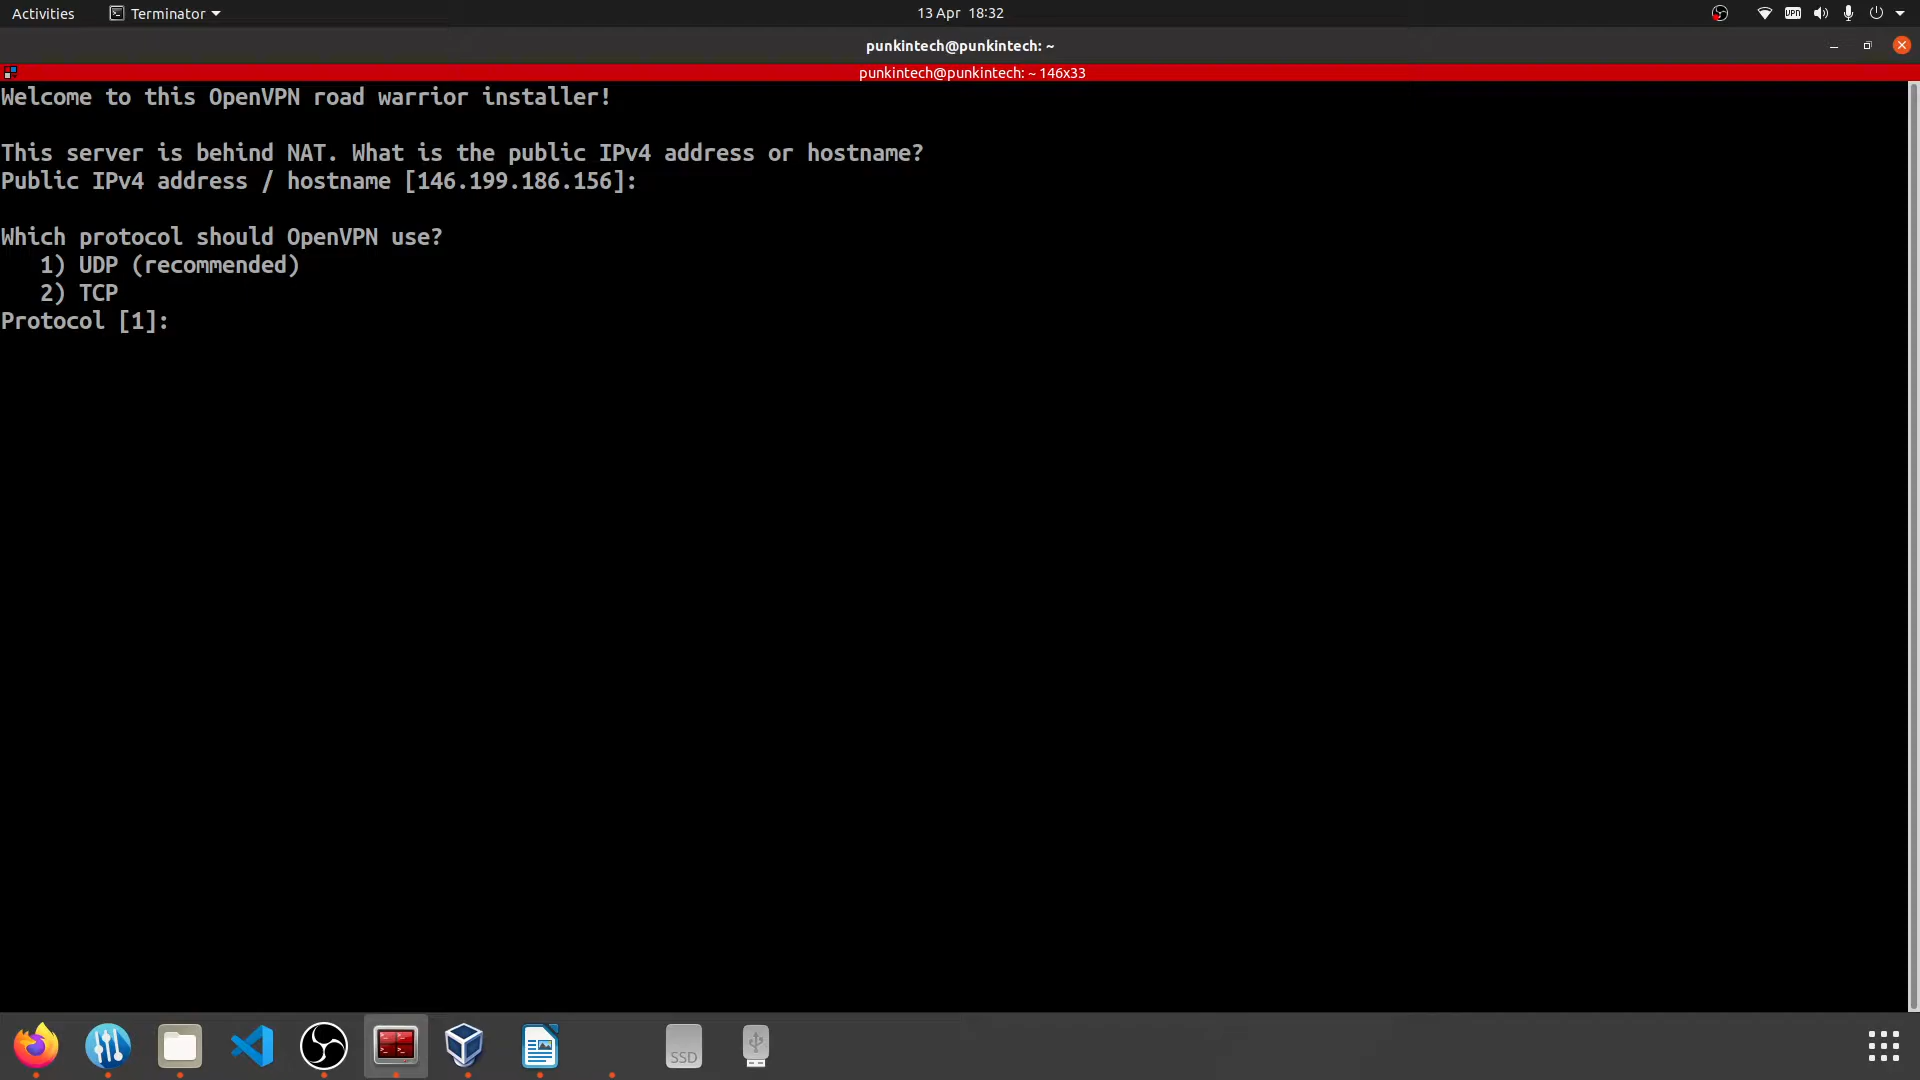 Activities
Terminator
13 Apr 18:32
VPN
punkintech@punkintech: ~
punkintech@punkintech: ~ 146x33
Welcome to this OpenVPN road warrior installer!
This server is behind NAT. What is the public IPv4 address or hostname?
Public IPv4 address / hostname [146.199.186.156]:
Which protocol should OpenVPN use?
1) UDP (recommended)
2) TCP
Protocol [1]:
SSD